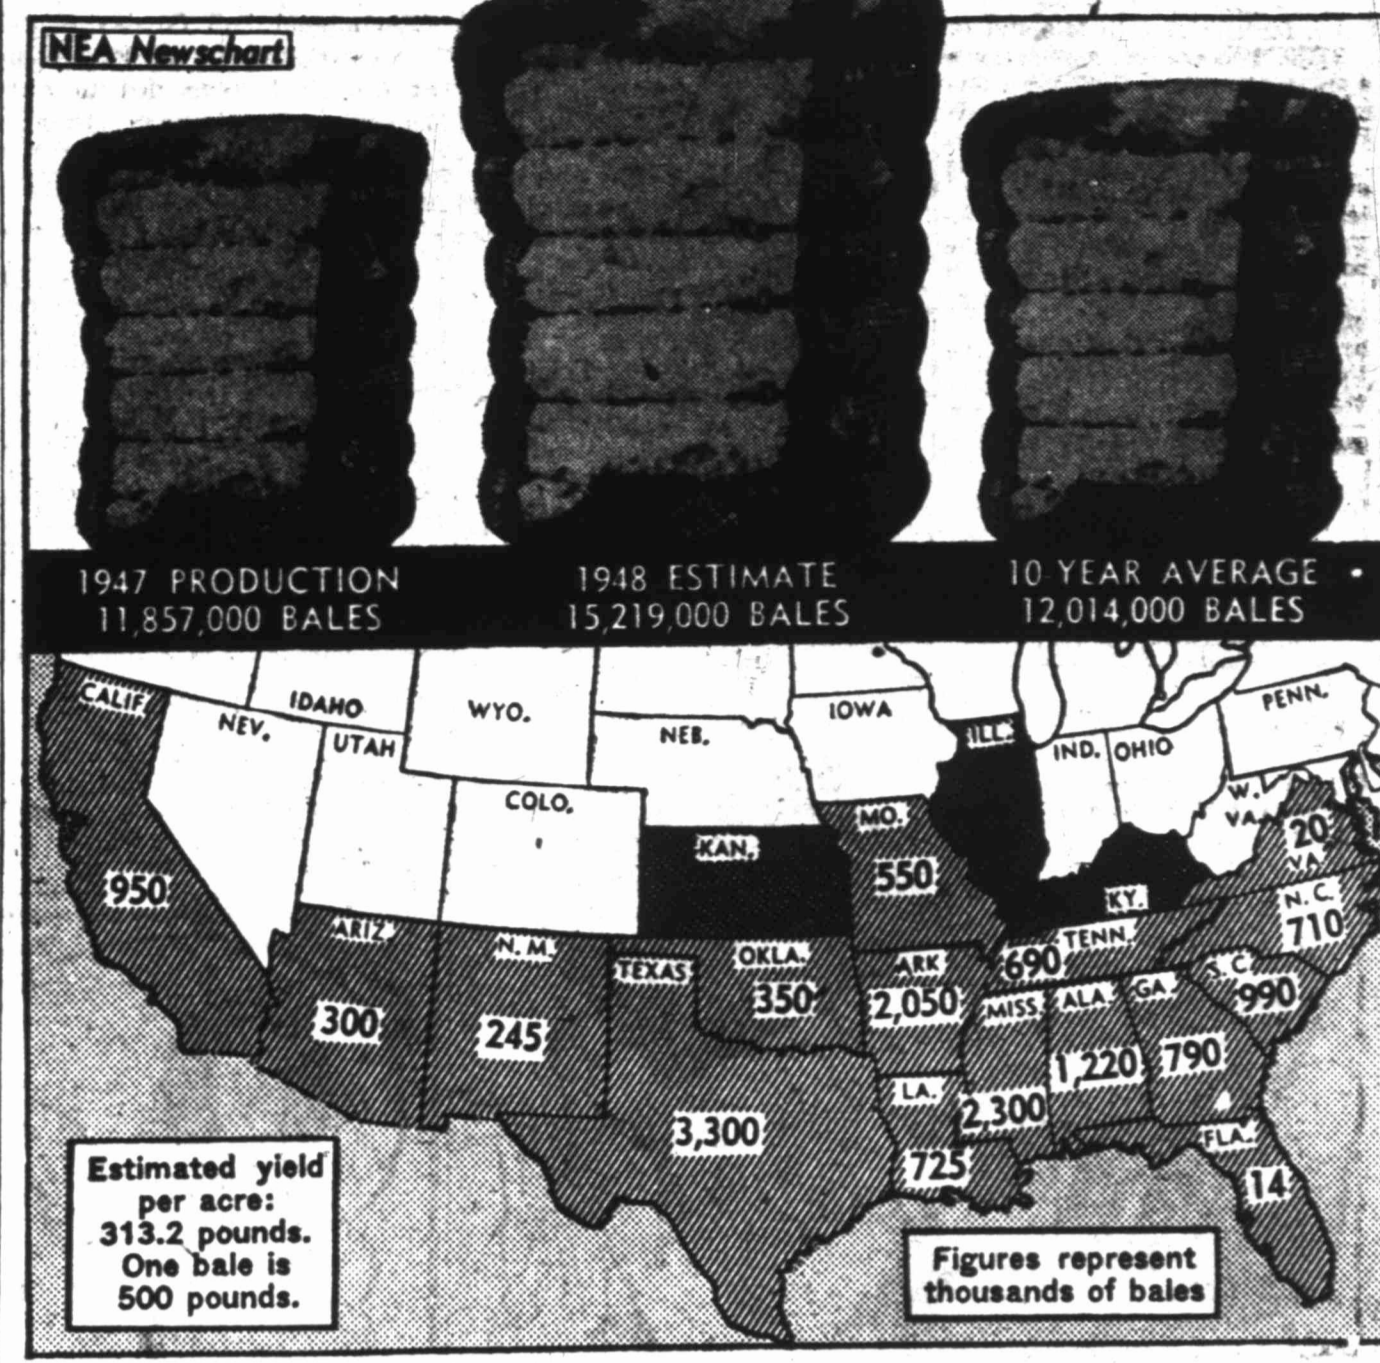 NEA Newschart
1947 PRODUCTION
11,857,000 BALES
1948 ESTIMATE
15,219,000 BALES
10 YEAR AVERAGE
12,014,000 BALES
CALIF.
950
NEV.
IDAHO
UTAH
WYO.
COLO.
NEB.
KAN.
IOWA
MO.
550
ILL.
IND.
OHIO
PENN.
W.
VA.
20
VA.
KY.
N. C.
710
TENN.
690
S. C.
990
ARIZ.
300
N. M.
245
TEXAS
3,300
OKLA.
350
ARK
2,050
LA.
725
MISS.
2,300
ALA.
1,220
GA.
790
FLA.
14
Estimated yield
per acre:
313.2 pounds.
One bale is
500 pounds.
Figures represent
thousands of bales